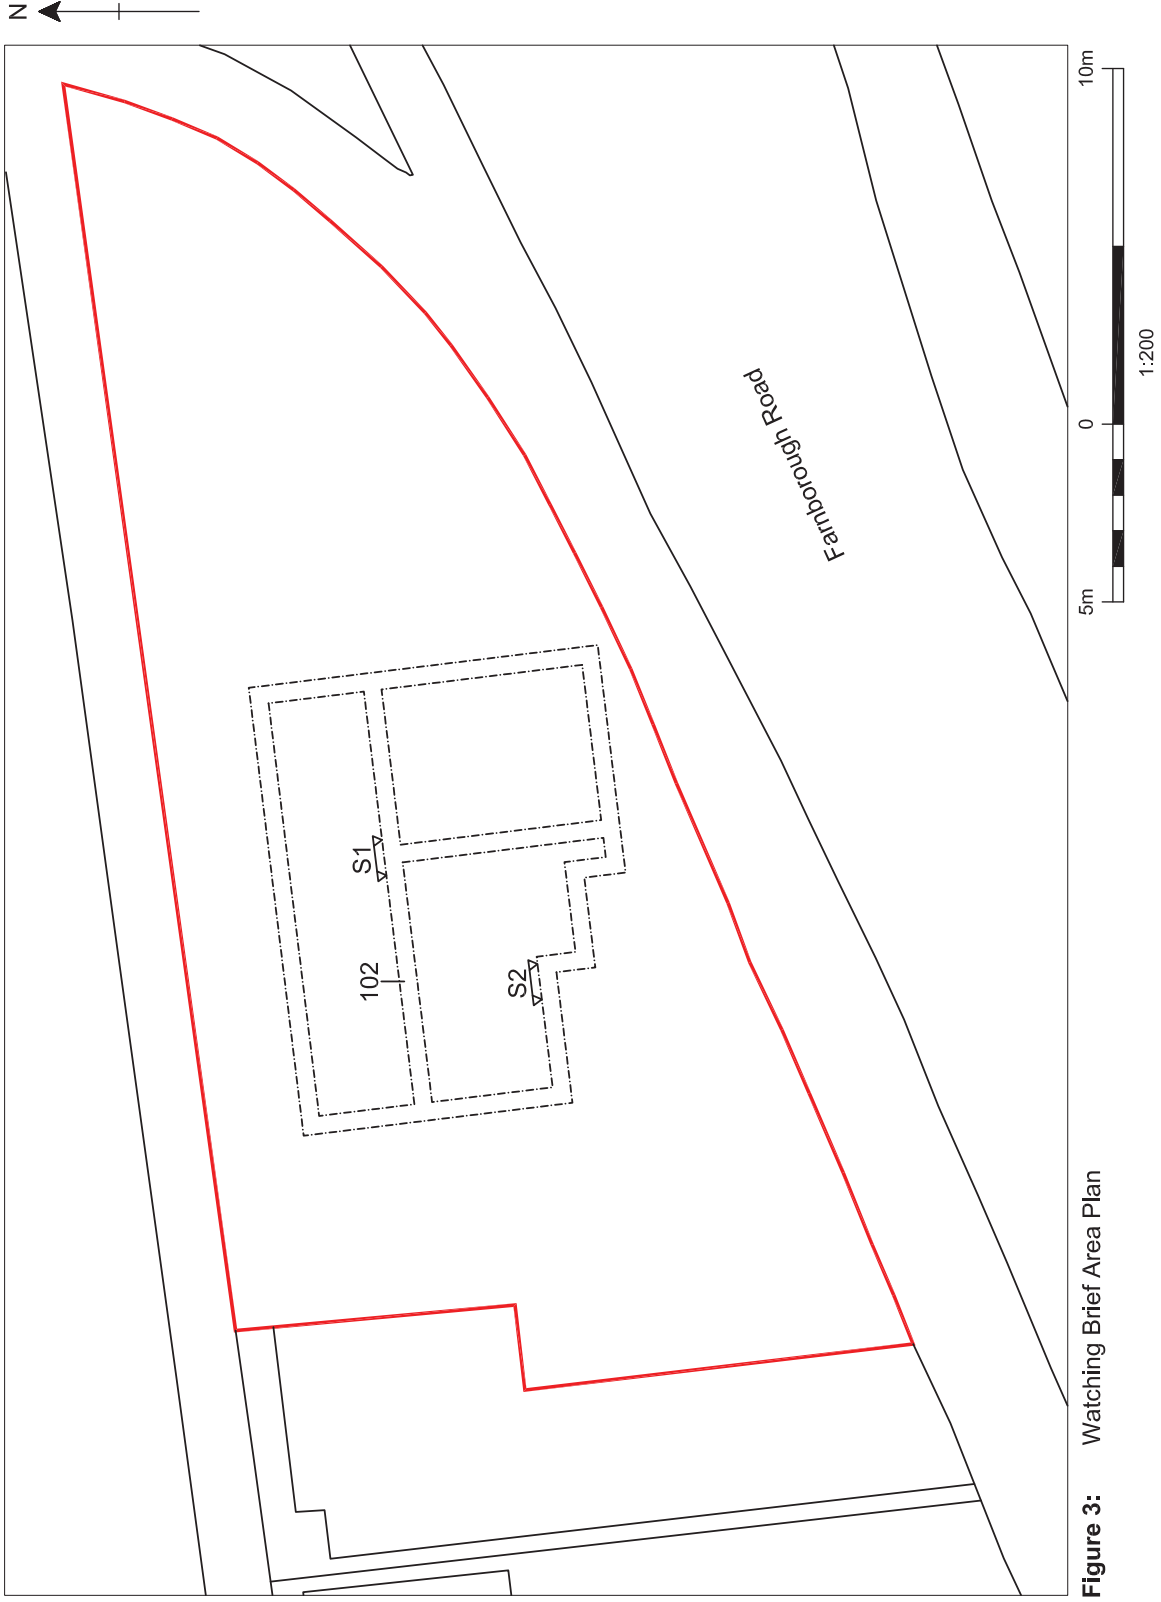 N
S1
102
S2
Farnborough Road
5m 0 10m
1:200
Figure 3: Watching Brief Area Plan